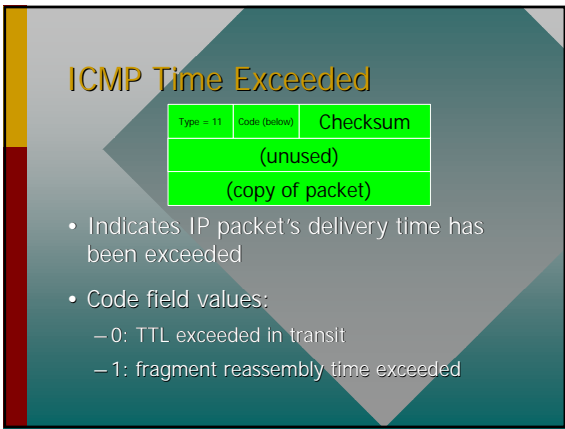 ICMP Time Exceeded
Type = 11 Code (below) Checksum
(unused)
(copy of packet)
• Indicates IP packet's delivery time has
been exceeded
• Code field values:
– 0: TTL exceeded in transit
– 1: fragment reassembly time exceeded